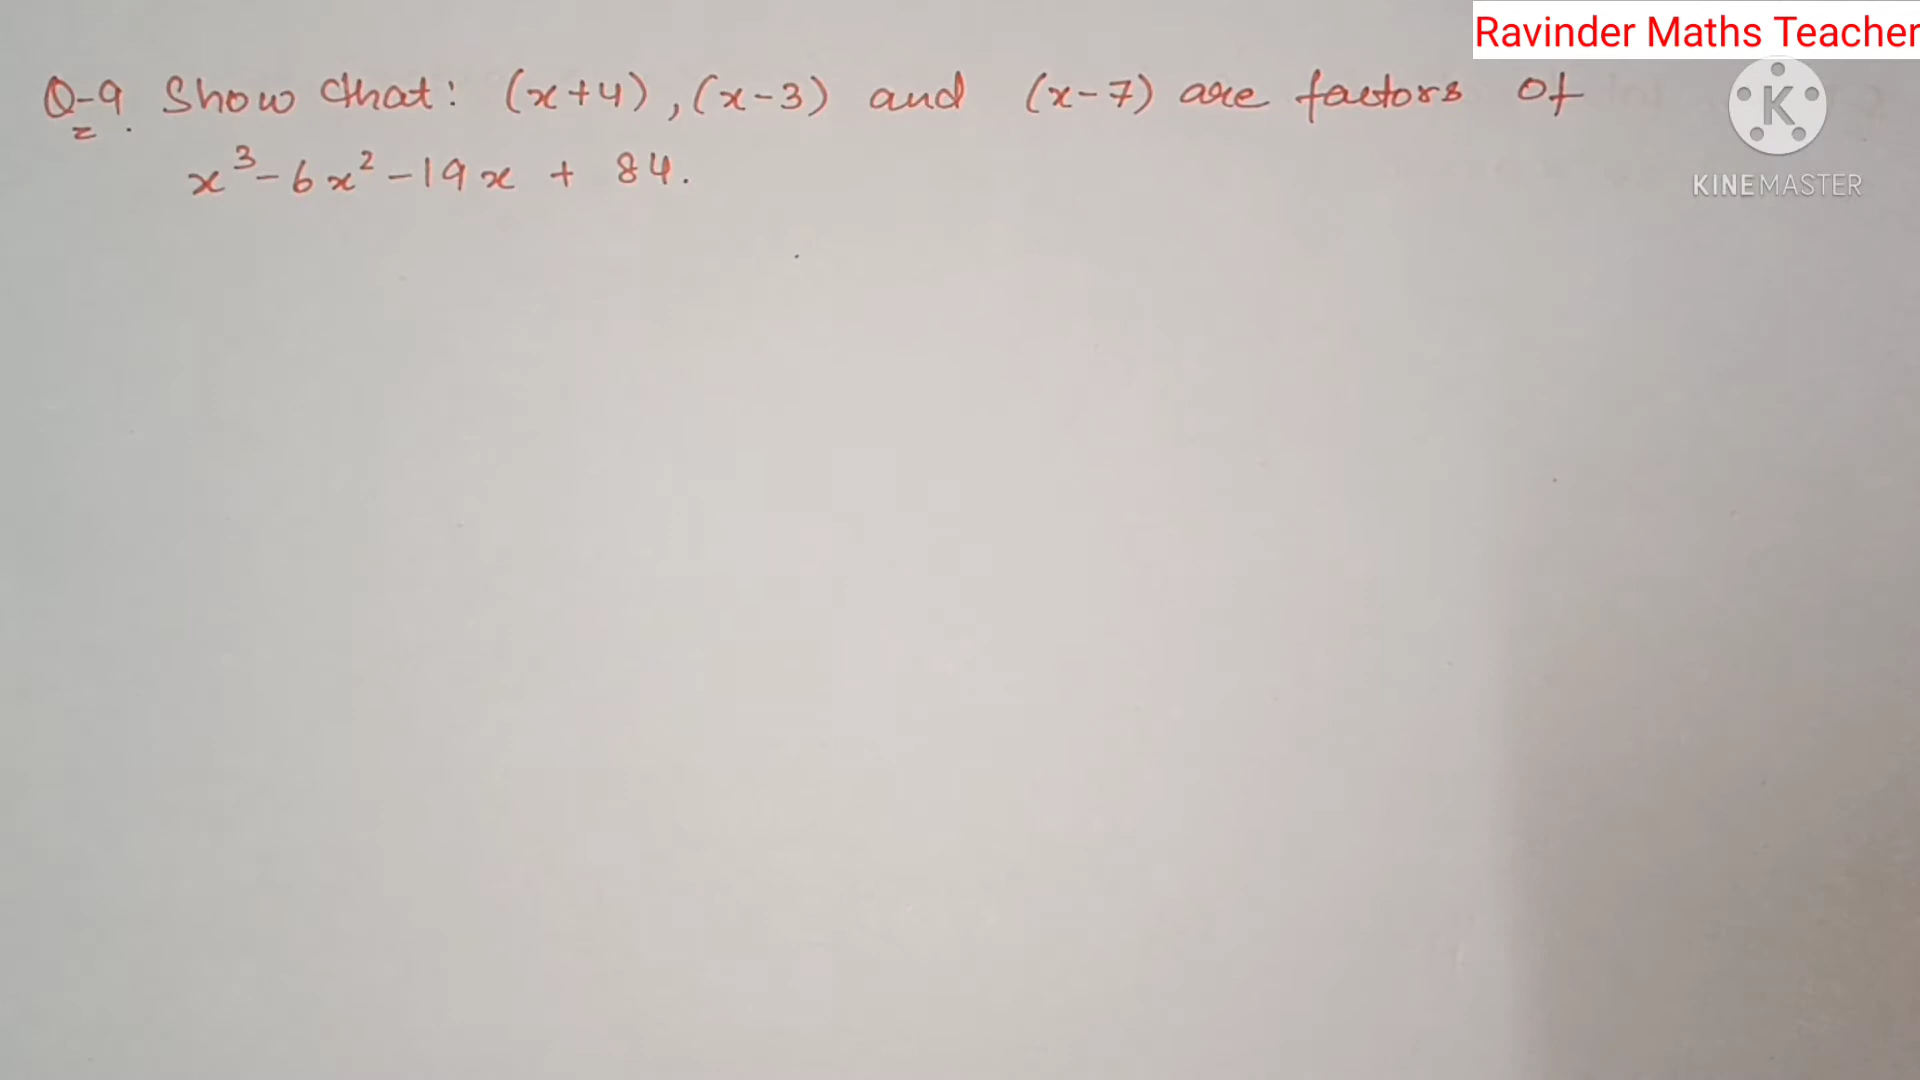 Ravinder Maths Teacher
Q-9. Show that: (x+4), (x-3) and (x-7) are factors of
x³-6x²-19x + 84.
K
KINEMASTER